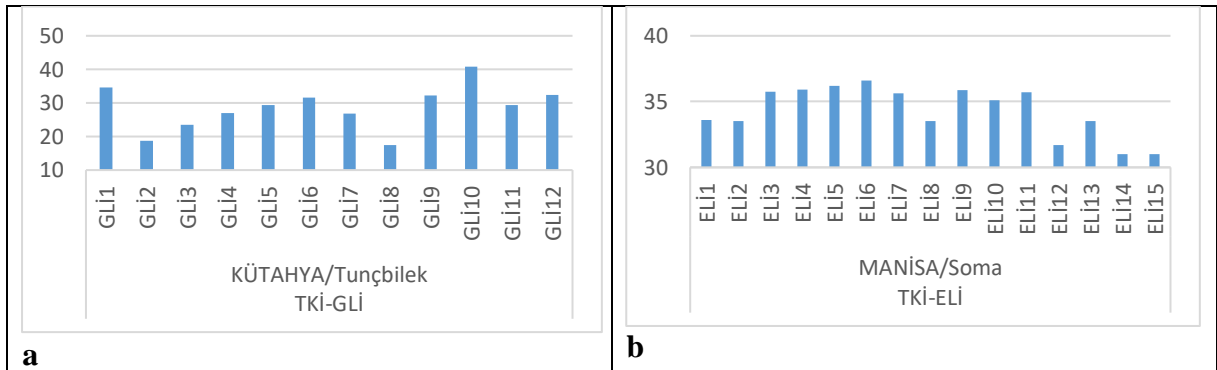 50
40
30
20
10
GLİ1
GLİ2
GLİ3
GLİ4
GLİ5
GLİ6
GLİ7
GLİ8
GLİ9
GLİ10
GLİ11
GLİ12
KÜTAHYA/Tunçbilek
TKİ-GLİ
a
40
35
30
ELİ1
ELİ2
ELİ3
ELİ4
ELİ5
ELİ6
ELİ7
ELİ8
ELİ9
ELİ10
ELİ11
ELİ12
ELİ13
ELİ14
ELİ15
MANİSA/Soma
TKİ-ELİ
b